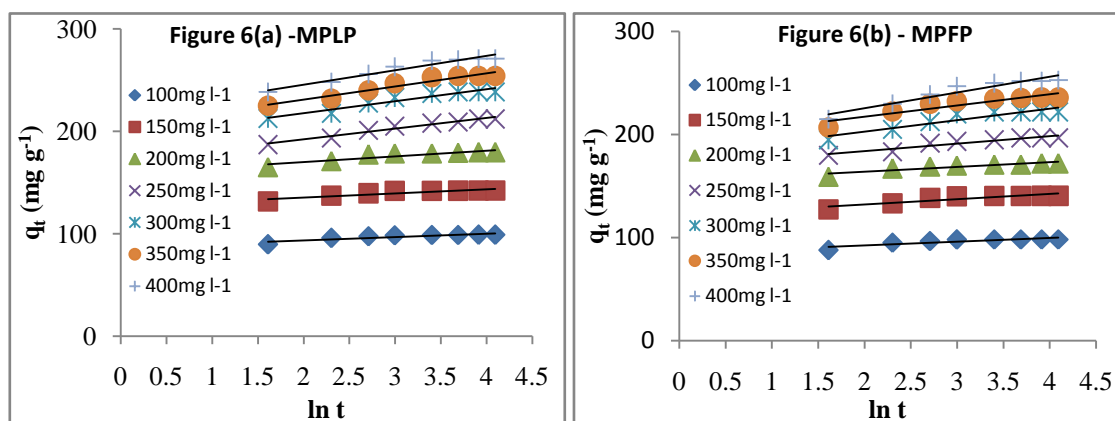 Figure 6(a) -MPLP
300
200
100
0
qt (mg g-1)
100mg l-1
150mg l-1
200mg l-1
250mg l-1
300mg l-1
350mg l-1
400mg l-1
0 0.5 1 1.5 2 2.5 3 3.5 4 4.5
ln t
Figure 6(b) - MPFP
300
200
100
0
qt (mg g-1)
100mg l-1
150mg l-1
200mg l-1
250mg l-1
300mg l-1
350mg l-1
400mg l-1
0 0.5 1 1.5 2 2.5 3 3.5 4 4.5
ln t